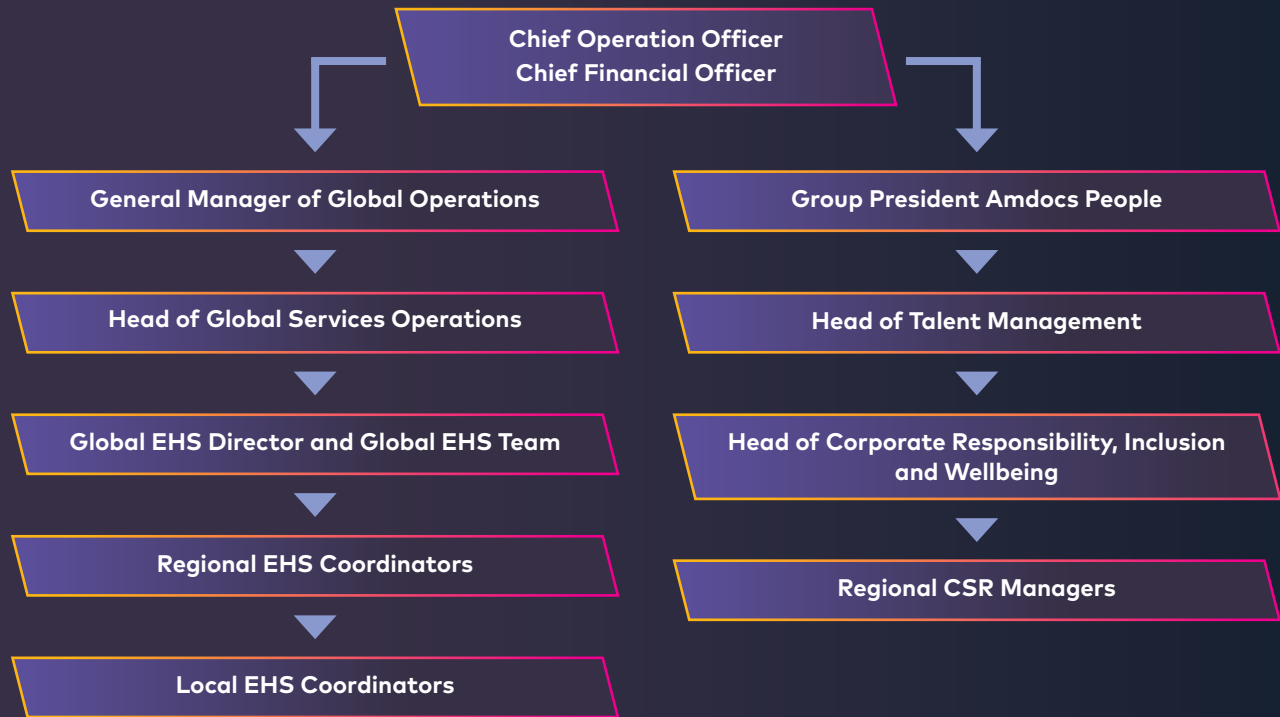 Chief Operation Officer
Chief Financial Officer
General Manager of Global Operations
Head of Global Services Operations
Global EHS Director and Global EHS Team
Regional EHS Coordinators
Local EHS Coordinators
Group President Amdocs People
Head of Talent Management
Head of Corporate Responsibility, Inclusion
and Wellbeing
Regional CSR Managers